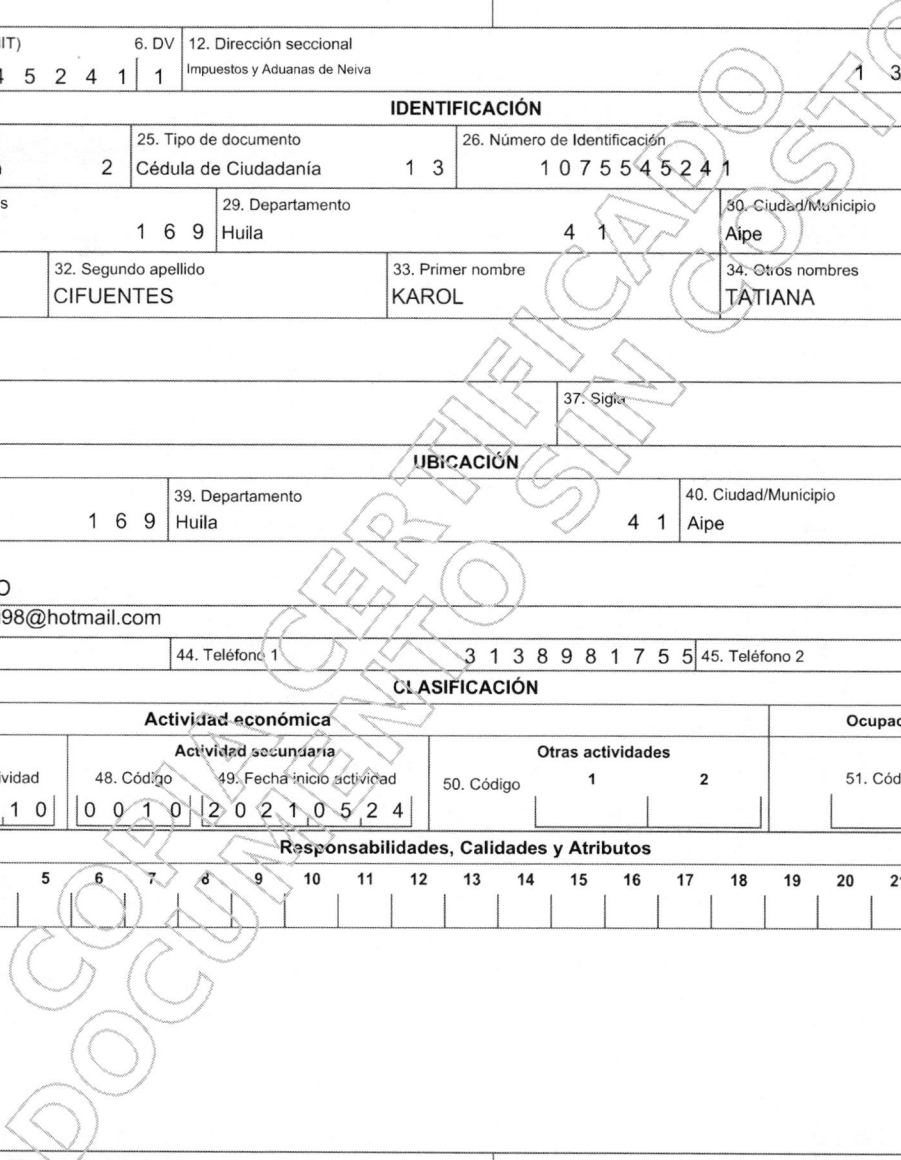 IT) 6. DV 12. Dirección seccional
4 5 2 4 1 1 Impuestos y Aduanas de Neiva 1 3
IDENTIFICACIÓN
25. Tipo de documento 26. Número de Identificación
2 Cédula de Ciudadanía 1 3 1 0 7 5 5 4 5 2 4 1
s 29. Departamento 30. Ciudad/Municipio
1 6 9 Huila 4 1 Aipe
32. Segundo apellido 33. Primer nombre 34. Otros nombres
CIFUENTES KAROL TATIANA
37. Sigla
UBICACIÓN
39. Departamento 40. Ciudad/Municipio
1 6 9 Huila 4 1 Aipe
O
98@hotmail.com
44. Teléfono 1 3 1 3 8 9 8 1 7 5 5 45. Teléfono 2
CLASIFICACIÓN
Actividad económica Ocupac
Actividad secundaria Otras actividades
vidad 48. Código 49. Fecha inicio actividad 50. Código 1 2 51. Cód
1 0 0 0 1 0 2 0 2 1 0 5 2 4
Responsabilidades, Calidades y Atributos
5 6 7 8 9 10 11 12 13 14 15 16 17 18 19 20 21
COPIA CERTIFICADO
DOCUMENTO SIN COSTO